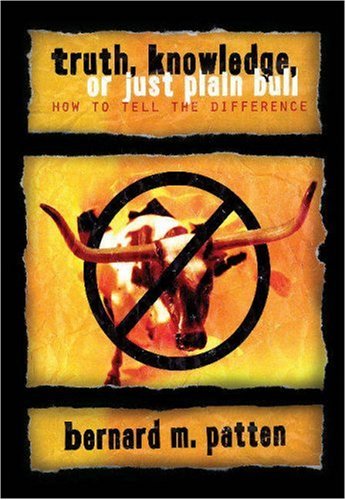 truth, knowledge,
or just plain bull
HOW TO TELL THE DIFFERENCE
bernard m. patten